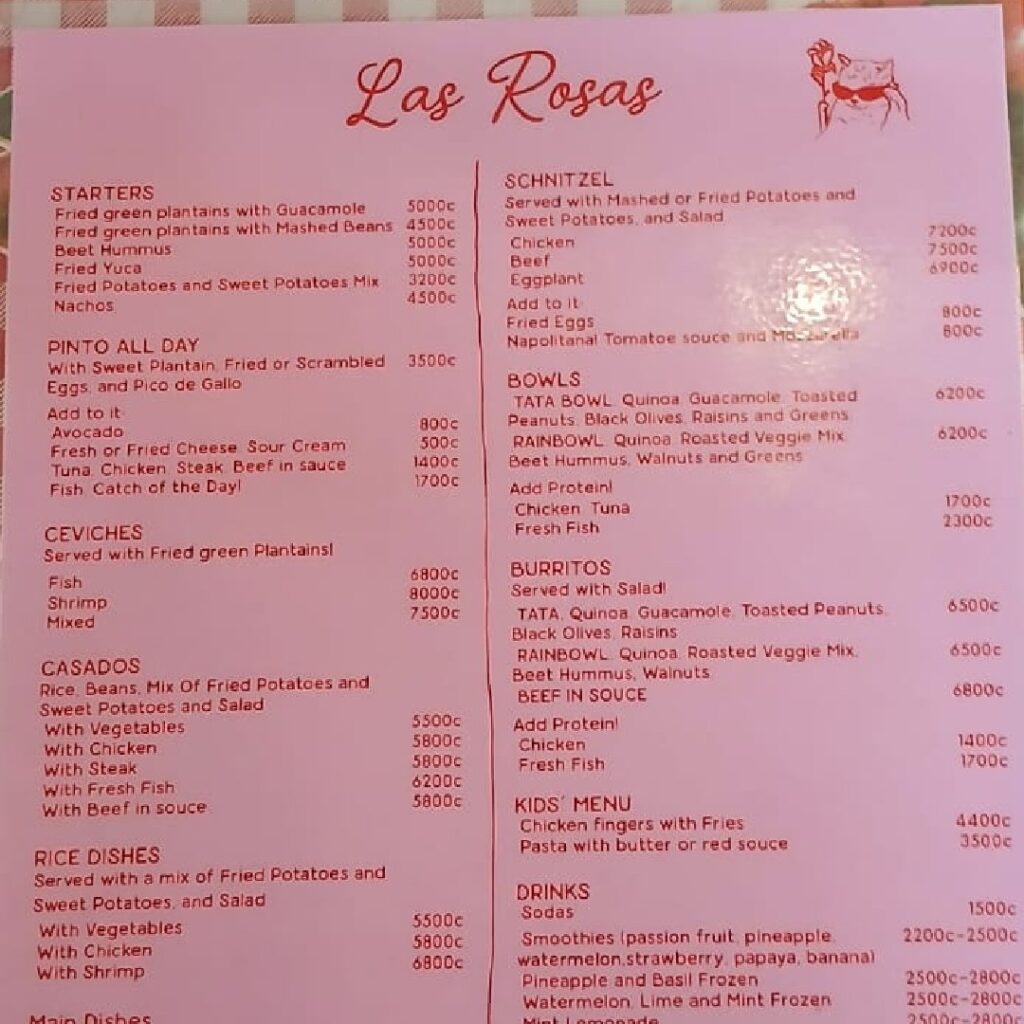 Las Rosas
STARTERS
Fried green plantains with Guacamole 5000c
Fried green plantains with Mashed Beans 4500c
Beet Hummus 5000c
Fried Yuca 5000c
Fried Potatoes and Sweet Potatoes Mix 3200c
Nachos 4500c
PINTO ALL DAY
With Sweet Plantain, Fried or Scrambled 3500c
Eggs, and Pico de Gallo
Add to it:
Avocado 800c
Fresh or Fried Cheese, Sour Cream 500c
Tuna, Chicken, Steak, Beef in sauce 1400c
Fish, Catch of the Day! 1700c
CEVICHES
Served with Fried green Plantains!
Fish 6800c
Shrimp 8000c
Mixed 7500c
CASADOS
Rice, Beans, Mix Of Fried Potatoes and
Sweet Potatoes and Salad
With Vegetables 5500c
With Chicken 5800c
With Steak 5800c
With Fresh Fish 6200c
With Beef in souce 5800c
RICE DISHES
Served with a mix of Fried Potatoes and
Sweet Potatoes, and Salad
With Vegetables 5500c
With Chicken 5800c
With Shrimp 6800c
Main Dishes
SCHNITZEL
Served with Mashed or Fried Potatoes and
Sweet Potatoes, and Salad
Chicken 7200c
Beef 7500c
Eggplant 6900c
Add to it:
Fried Eggs 800c
Napolitana! Tomatoe souce and Mozzarella 800c
BOWLS
TATA BOWL, Quinoa, Guacamole, Toasted 6200c
Peanuts, Black Olives, Raisins and Greens
RAINBOWL, Quinoa, Roasted Veggie Mix, 6200c
Beet Hummus, Walnuts and Greens
Add Protein!
Chicken, Tuna 1700c
Fresh Fish 2300c
BURRITOS
Served with Salad!
TATA, Quinoa, Guacamole, Toasted Peanuts, 6500c
Black Olives, Raisins
RAINBOWL, Quinoa, Roasted Veggie Mix, 6500c
Beet Hummus, Walnuts,
BEEF IN SOUCE 6800c
Add Protein!
Chicken 1400c
Fresh Fish 1700c
KIDS´ MENU
Chicken fingers with Fries 4400c
Pasta with butter or red souce 3500c
DRINKS
Sodas 1500c
Smoothies (passion fruit, pineapple, 2200c-2500c
watermelon,strawberry, papaya, banana)
Pineapple and Basil Frozen 2500c-2800c
Watermelon, Lime and Mint Frozen 2500c-2800c
Mint Lemonade 2500c-2800c